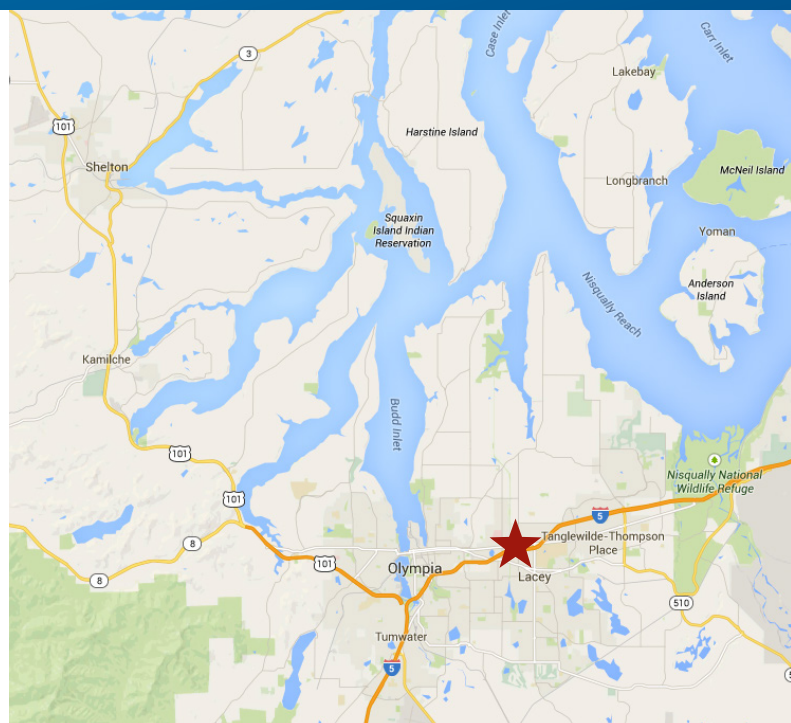 3
Case Inlet
Carr Inlet
Lakebay
101
Harstine Island
Shelton
McNeil Island
Longbranch
Squaxin
Island Indian
Reservation
Yoman
Anderson
Island
Nisqually Reach
Kamilche
Budd Inlet
101
Nisqually National
Wildlife Refuge
101
5
8
Tanglewilde-Thompson
Place
101
Olympia
8
Lacey
510
Tumwater
5
5